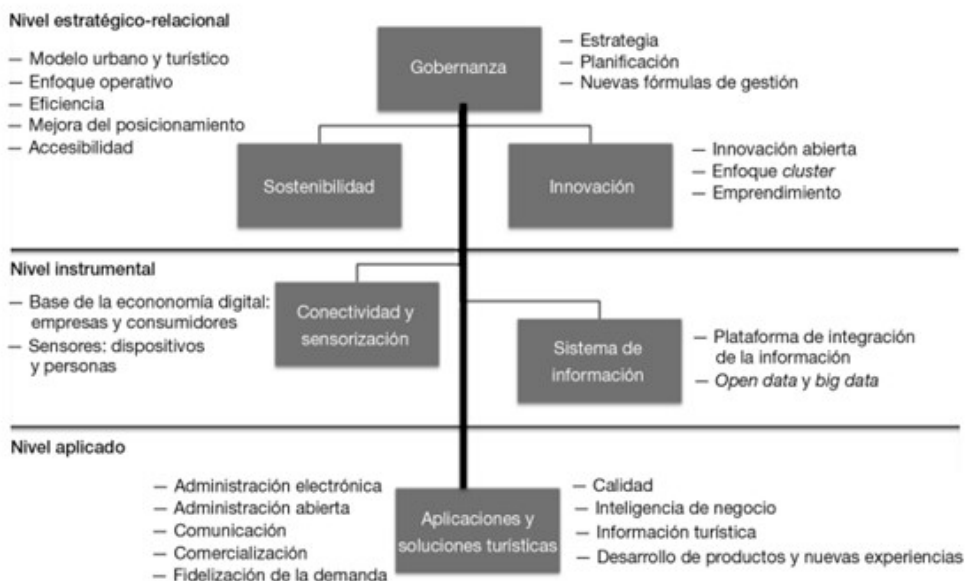 Nivel estratégico-relacional
— Modelo urbano y turístico
— Enfoque operativo
— Eficiencia
— Mejora del posicionamiento
— Accesibilidad
Gobernanza
— Estrategia
— Planificación
— Nuevas fórmulas de gestión
Sostenibilidad
Innovación
— Innovación abierta
— Enfoque cluster
— Emprendimiento
Nivel instrumental
— Base de la econonomía digital:
empresas y consumidores
— Sensores: dispositivos
y personas
Conectividad y
sensorización
Sistema de
información
— Plataforma de integración
de la información
— Open data y big data
Nivel aplicado
— Administración electrónica
— Administración abierta
— Comunicación
— Comercialización
— Fidelización de la demanda
Aplicaciones y
soluciones turísticas
— Calidad
— Inteligencia de negocio
— Información turística
— Desarrollo de productos y nuevas experiencias